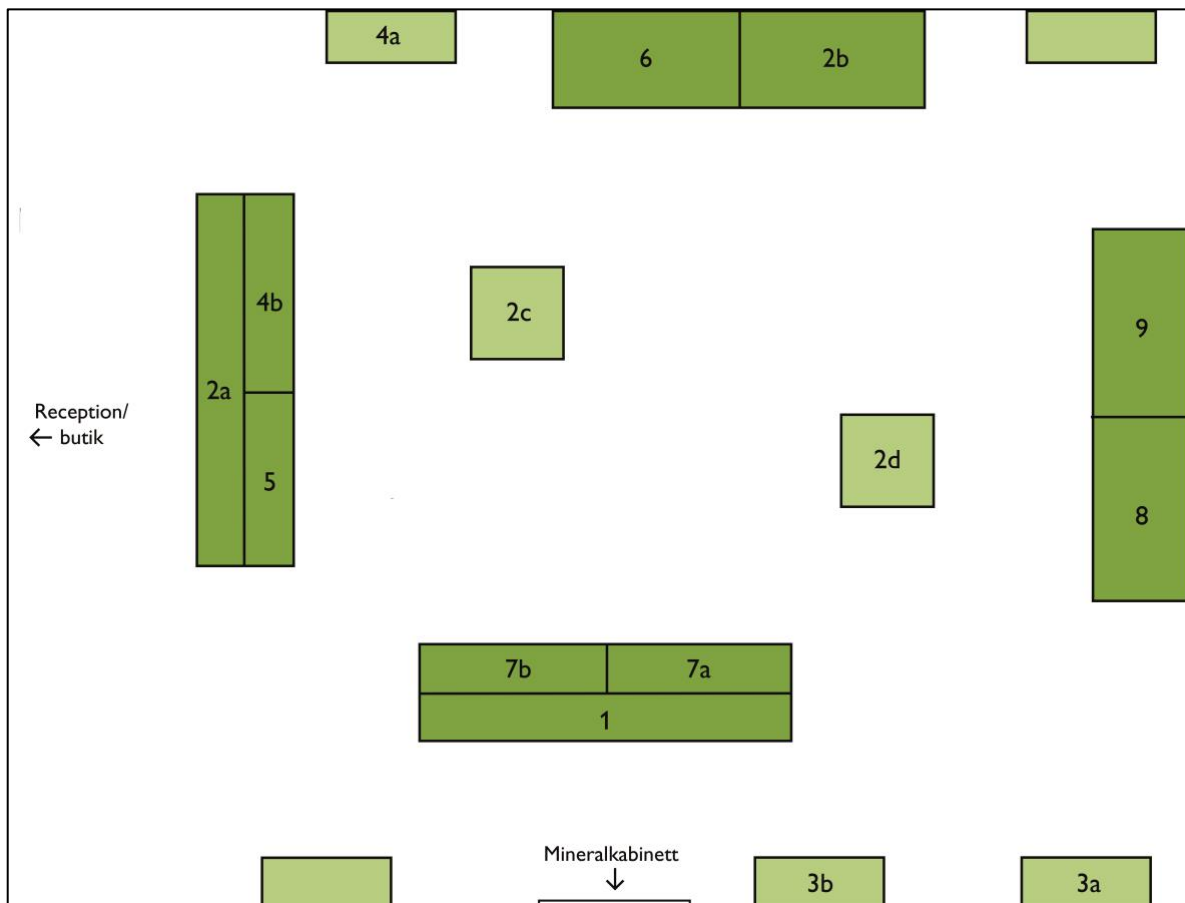 4a
6
2b
4b
2c
9
2a
Reception/
← butik
2d
5
8
7b
7a
1
Mineralkabinett
↓
3b
3a